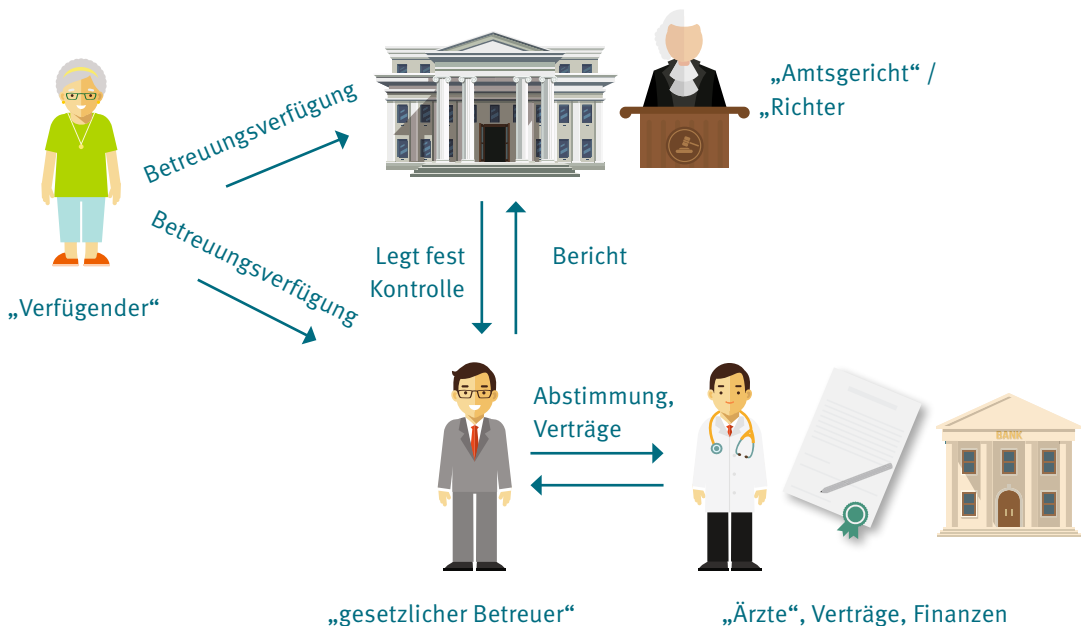 Betreuungsverfügung
„Amtsgericht“ /
„Richter
Betreuungsverfügung
„Verfügender“
Legt fest
Kontrolle
Bericht
Abstimmung,
Verträge
BANK
„gesetzlicher Betreuer“
„Ärzte“, Verträge, Finanzen